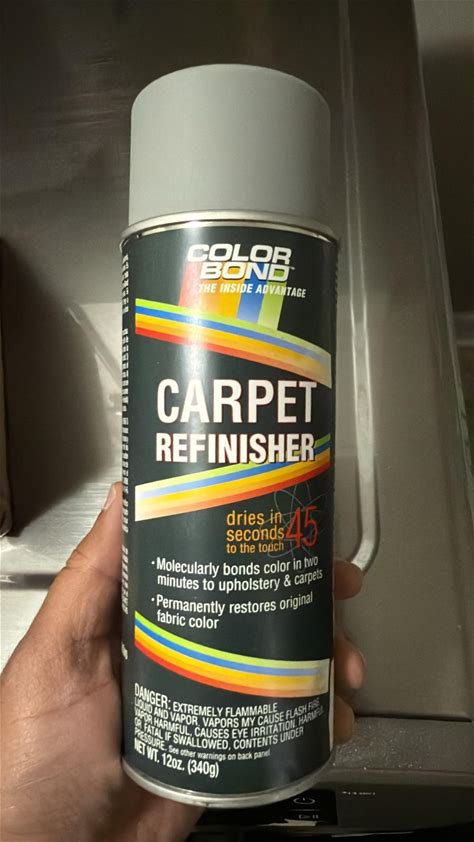 COLOR
BOND™
THE INSIDE ADVANTAGE
CARPET
REFINISHER
dries in
seconds 45
to the touch
• Molecularly bonds color in two
minutes to upholstery & carpets
• Permanently restores original
fabric color
DANGER: EXTREMELY FLAMMABLE
LIQUID AND VAPOR, VAPORS MY CAUSE FLASH FIRE
VAPOR HARMFUL, CAUSES EYE IRRITATION, HARMFUL
OR FATAL IF SWALLOWED, CONTENTS UNDER
PRESSURE. See other warnings on back panel
NET WT. 12oz. (340g)